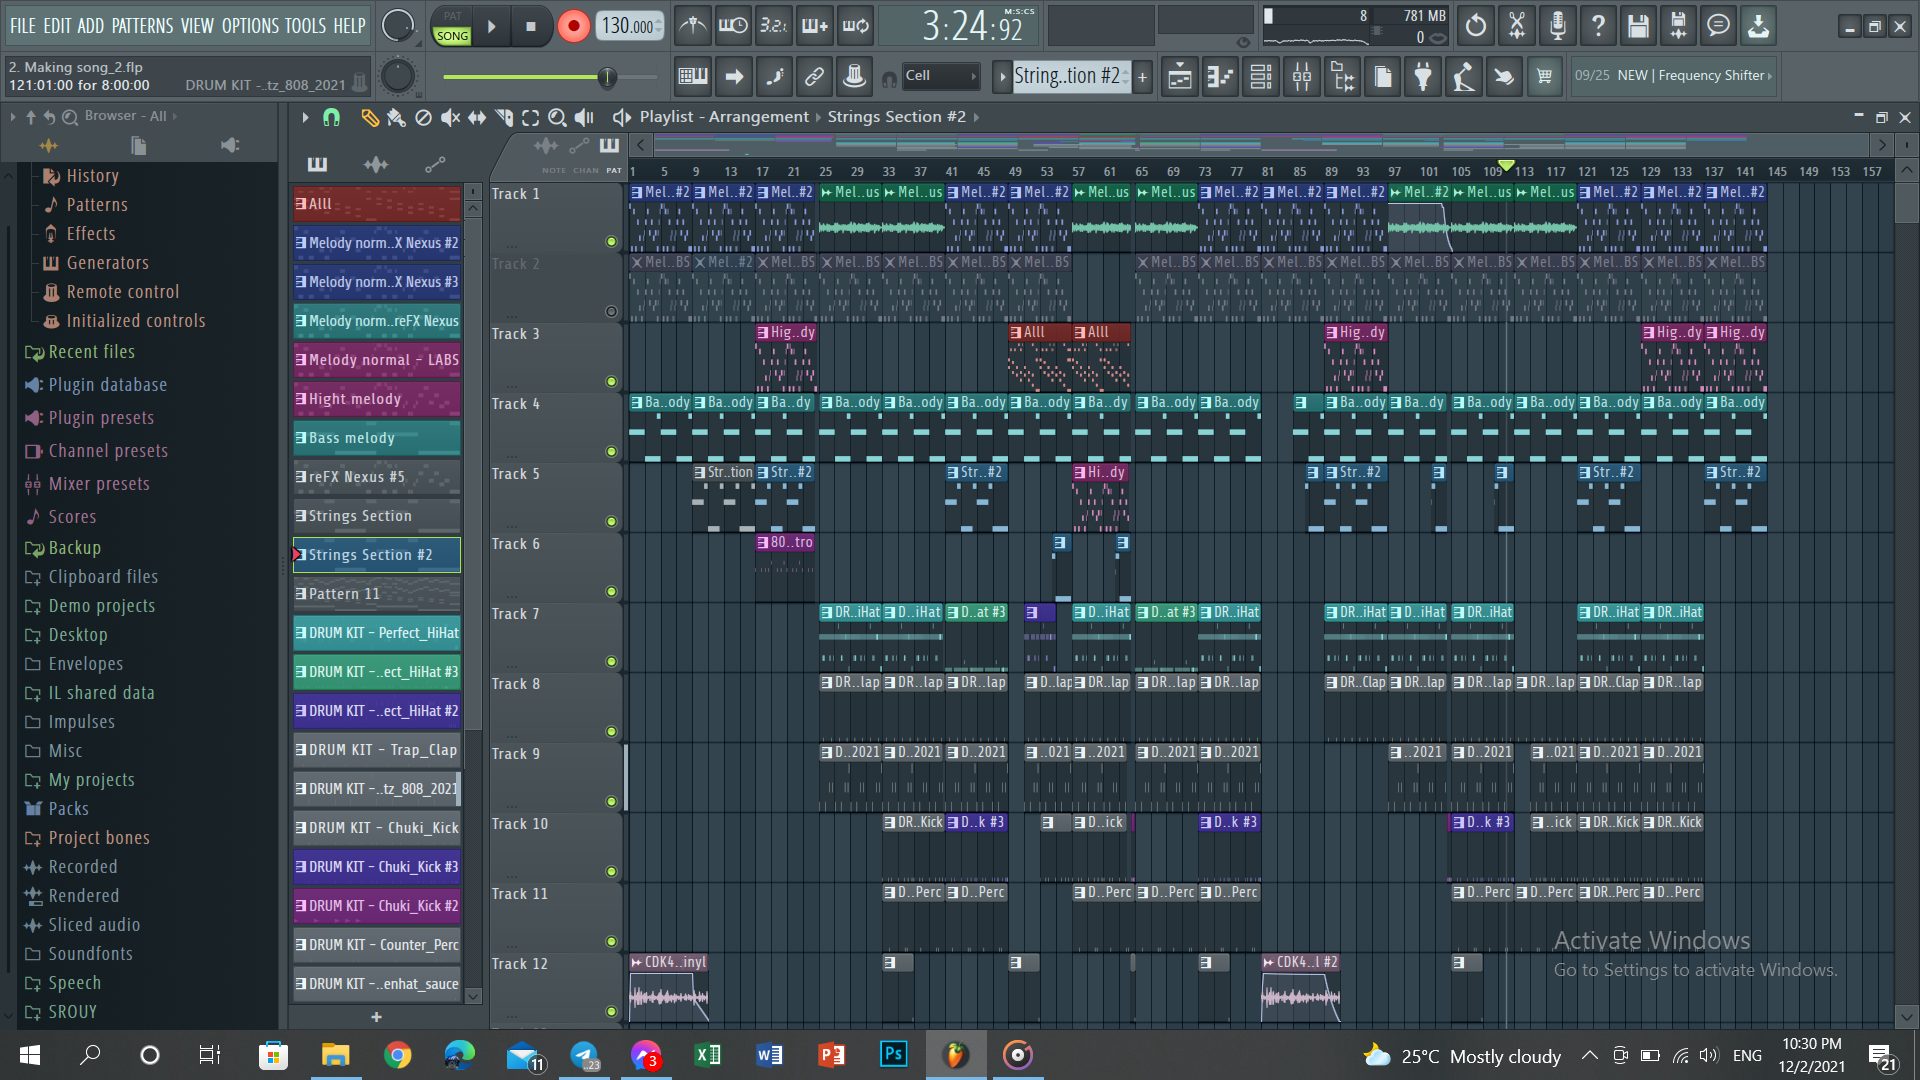 FILE EDIT ADD PATTERNS VIEW OPTIONS TOOLS HELP
PAT
SONG
130.000
3.2.
3:24:92
M:S:CS
8
781 MB
0
2. Making song_2.flp
121:01:00 for 8:00:00
DRUM KIT -..tz_808_2021
Cell
String..tion #2
09/25 NEW | Frequency Shifter
Browser - All
Playlist - Arrangement
Strings Section #2
NOTE CHAN PAT
1 5 9 13 17 21 25 29 33 37 41 45 49 53 57 61 65 69 73 77 81 85 89 93 97 101 105 109 113 117 121 125 129 133 137 141 145 149 153 157
History
Patterns
Effects
Generators
Remote control
Initialized controls
Recent files
Plugin database
Plugin presets
Channel presets
Mixer presets
Scores
Backup
Clipboard files
Demo projects
Desktop
Envelopes
IL shared data
Impulses
Misc
My projects
Packs
Project bones
Recorded
Rendered
Sliced audio
Soundfonts
Speech
SROUY
Alll
Melody norm..X Nexus #2
Melody norm..X Nexus #3
Melody norm..reFX Nexus
Melody normal - LABS
Hight melody
Bass melody
reFX Nexus #5
Strings Section
Strings Section #2
Pattern 11
DRUM KIT - Perfect_HiHat
DRUM KIT -..ect_HiHat #3
DRUM KIT -..ect_HiHat #2
DRUM KIT - Trap_Clap
DRUM KIT -..tz_808_2021
DRUM KIT - Chuki_Kick
DRUM KIT - Chuki_Kick #3
DRUM KIT - Chuki_Kick #2
DRUM KIT - Counter_Perc
DRUM KIT -..enhat_sauce
+
Track 1
Mel..#2 Mel..#2 Mel..#2 Mel..us Mel..us Mel..#2 Mel..#2 Mel..us Mel..us Mel..#2 Mel..#2 Mel..#2 Mel..#2 Mel..us Mel..us Mel..#2 Mel..#2 Mel..#2
Track 2
Mel..BS Mel..#2 Mel..BS Mel..BS Mel..BS Mel..BS Mel..BS Mel..BS Mel..BS Mel..BS Mel..BS Mel..BS Mel..BS Mel..BS Mel..BS Mel..BS Mel..BS
Track 3
Hig..dy Alll Alll Hig..dy Hig..dy Hig..dy
Track 4
Ba..ody Ba..ody Ba..dy Ba..ody Ba..ody Ba..ody Ba..ody Ba..dy Ba..ody Ba..ody Ba..ody Ba..dy Ba..ody Ba..ody Ba..ody Ba..ody Ba..ody
Track 5
Str..tion Str..#2 Str..#2 Hi..dy Str..#2 Str..#2 Str..#2
Track 6
80..tro
Track 7
DR..iHat D..iHat D..at #3 D..iHat D..at #3 DR..iHat DR..iHat D..iHat DR..iHat DR..iHat DR..iHat
Track 8
DR..lap DR..lap DR..lap D..lap DR..lap DR..lap DR..lap DR..Clap DR..lap DR..lap DR..lap DR..Clap DR..lap
Track 9
D..2021 D..2021 D..2021 ..021 ..2021 D..2021 D..2021 ..2021 D..2021 ..021 D..2021 D..2021
Track 10
DR..Kick D..k #3 D..ick D..k #3 D..k #3 ..ick DR..Kick DR..Kick
Track 11
D..Perc D..Perc D..Perc D..Perc D..Perc D..Perc D..Perc DR..Perc D..Perc
Track 12
CDK4..inyl CDK4..l #2
Activate Windows
Go to Settings to activate Windows.
11
23
3
25°C Mostly cloudy
ENG
10:30 PM
12/2/2021
21